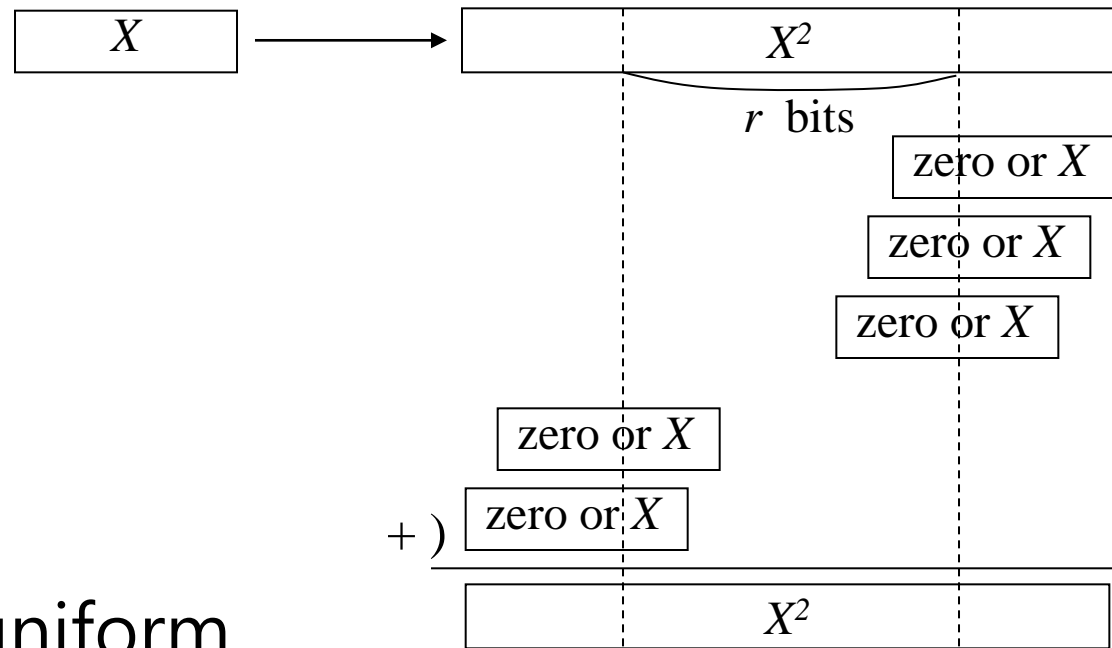 X
X²
r bits
zero or X
zero or X
zero or X
zero or X
+ ) zero or X
X²
uniform